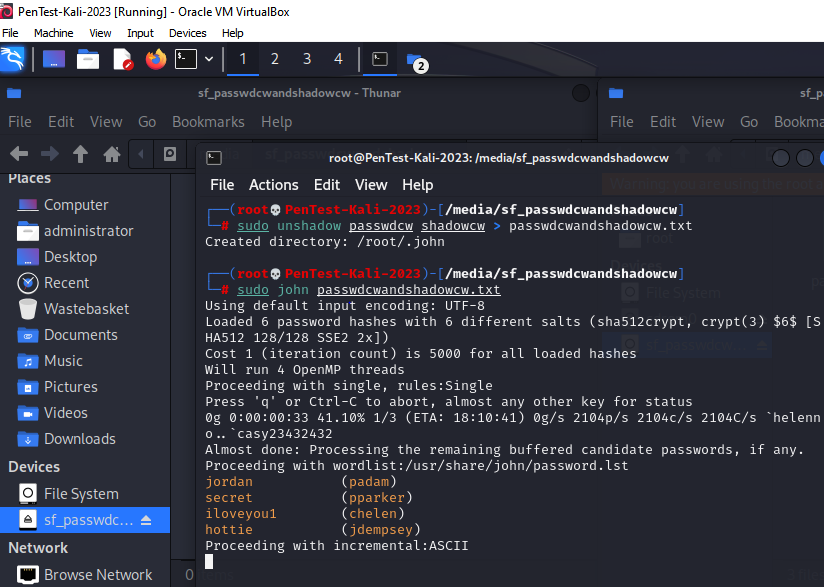 PenTest-Kali-2023 [Running] - Oracle VM VirtualBox
File Machine View Input Devices Help
1 2 3 4 2
sf_passwdcwandshadowcw - Thunar
File Edit View Go Bookmarks Help
Places
Computer
administrator
Desktop
Recent
Wastebasket
Documents
Music
Pictures
Videos
Downloads
Devices
File System
sf_passwdc...
Network
Browse Network
sf_p
File Edit View Go Bookma
root@PenTest-Kali-2023: /media/sf_passwdcwandshadowcw
File Actions Edit View Help
┌──(root💀PenTest-Kali-2023)-[/media/sf_passwdcwandshadowcw]
└─# sudo unshadow passwdcw shadowcw > passwdcwandshadowcw.txt
Created directory: /root/.john
┌──(root💀PenTest-Kali-2023)-[/media/sf_passwdcwandshadowcw]
└─# sudo john passwdcwandshadowcw.txt
Using default input encoding: UTF-8
Loaded 6 password hashes with 6 different salts (sha512crypt, crypt(3) $6$ [S
HA512 128/128 SSE2 2x])
Cost 1 (iteration count) is 5000 for all loaded hashes
Will run 4 OpenMP threads
Proceeding with single, rules:Single
Press 'q' or Ctrl-C to abort, almost any other key for status
0g 0:00:00:33 41.10% 1/3 (ETA: 18:10:41) 0g/s 2104p/s 2104c/s 2104C/s `helenn
o..`casy23432432
Almost done: Processing the remaining buffered candidate passwords, if any.
Proceeding with wordlist:/usr/share/john/password.lst
jordan (padam)
secret (pparker)
iloveyou1 (chelen)
hottie (jdempsey)
Proceeding with incremental:ASCII